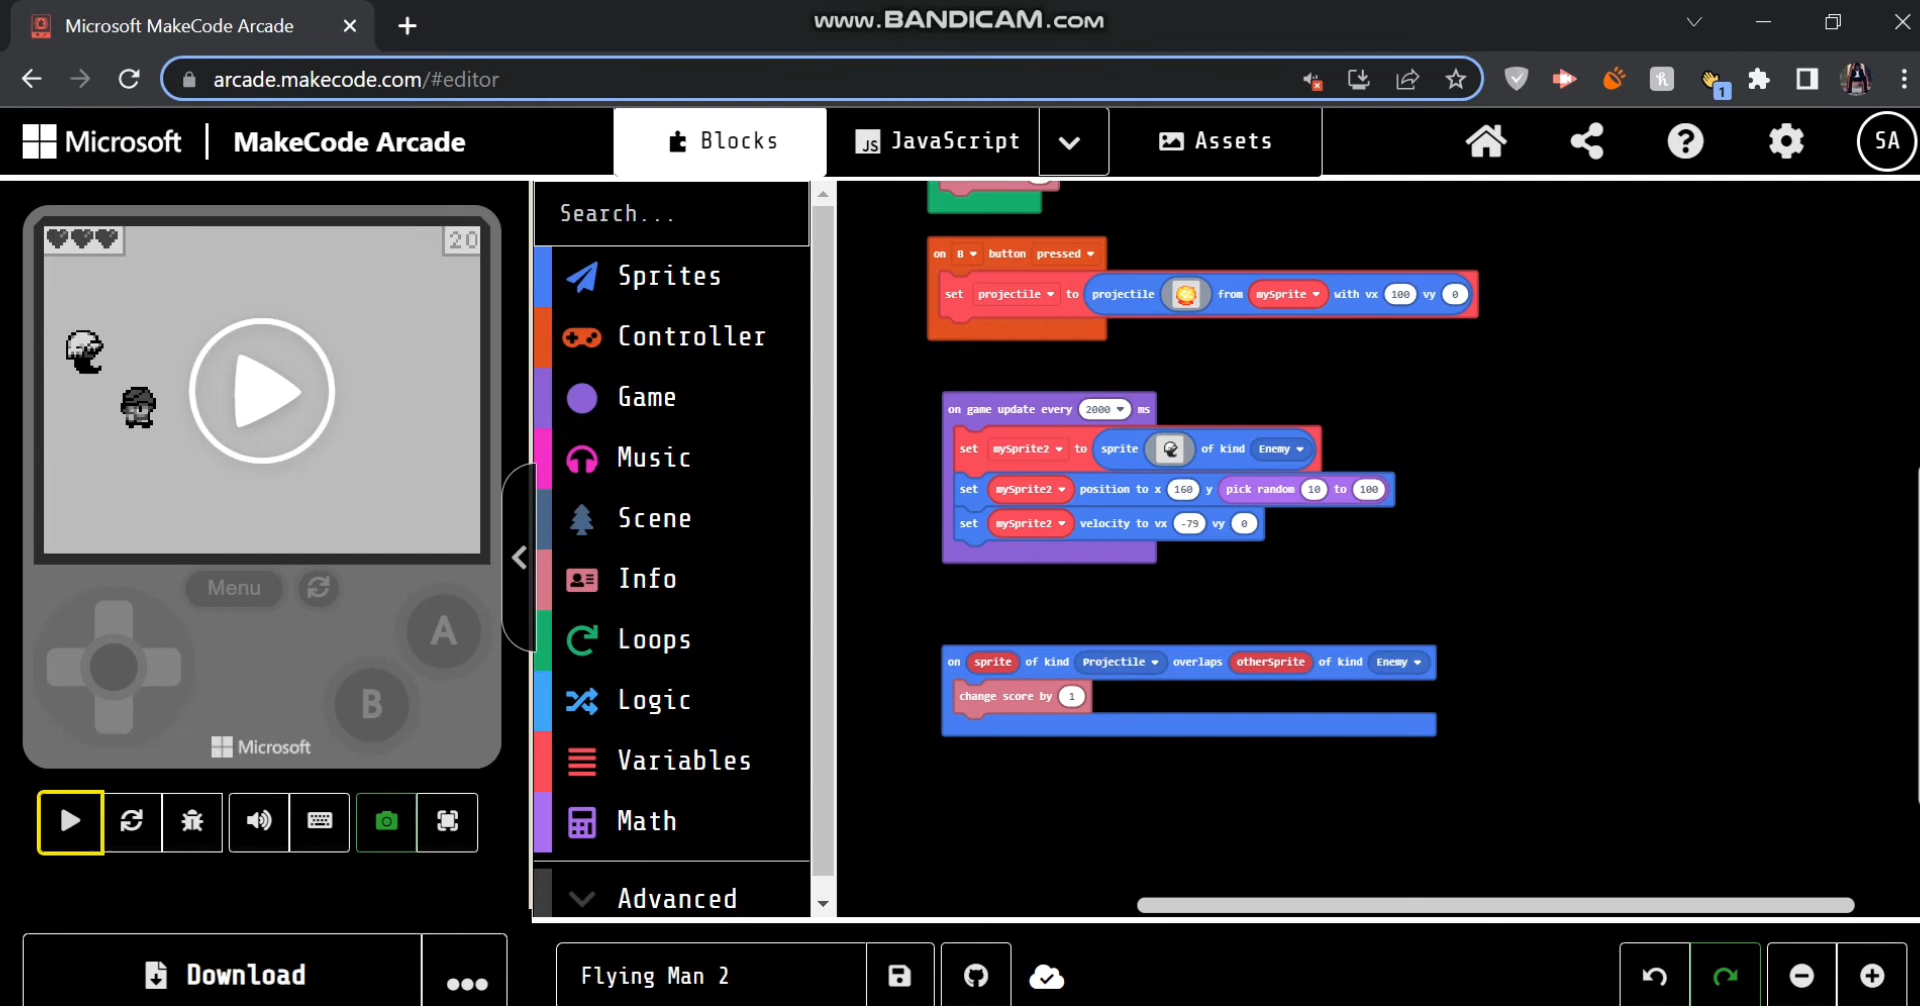 Microsoft MakeCode Arcade
www.BANDICAM.com
arcade.makecode.com/#editor
1
Microsoft
MakeCode Arcade
Blocks
JS JavaScript
Assets
SA
20
Menu
A
B
Microsoft
Search...
Sprites
Controller
Game
Music
Scene
Info
Loops
Logic
Variables
Math
Advanced
on B button pressed
set projectile to projectile from mySprite with vx 100 vy 0
on game update every 2000 ms
set mySprite2 to sprite of kind Enemy
set mySprite2 position to x 160 y pick random 10 to 100
set mySprite2 velocity to vx -79 vy 0
on sprite of kind Projectile overlaps otherSprite of kind Enemy
change score by 1
Download
Flying Man 2